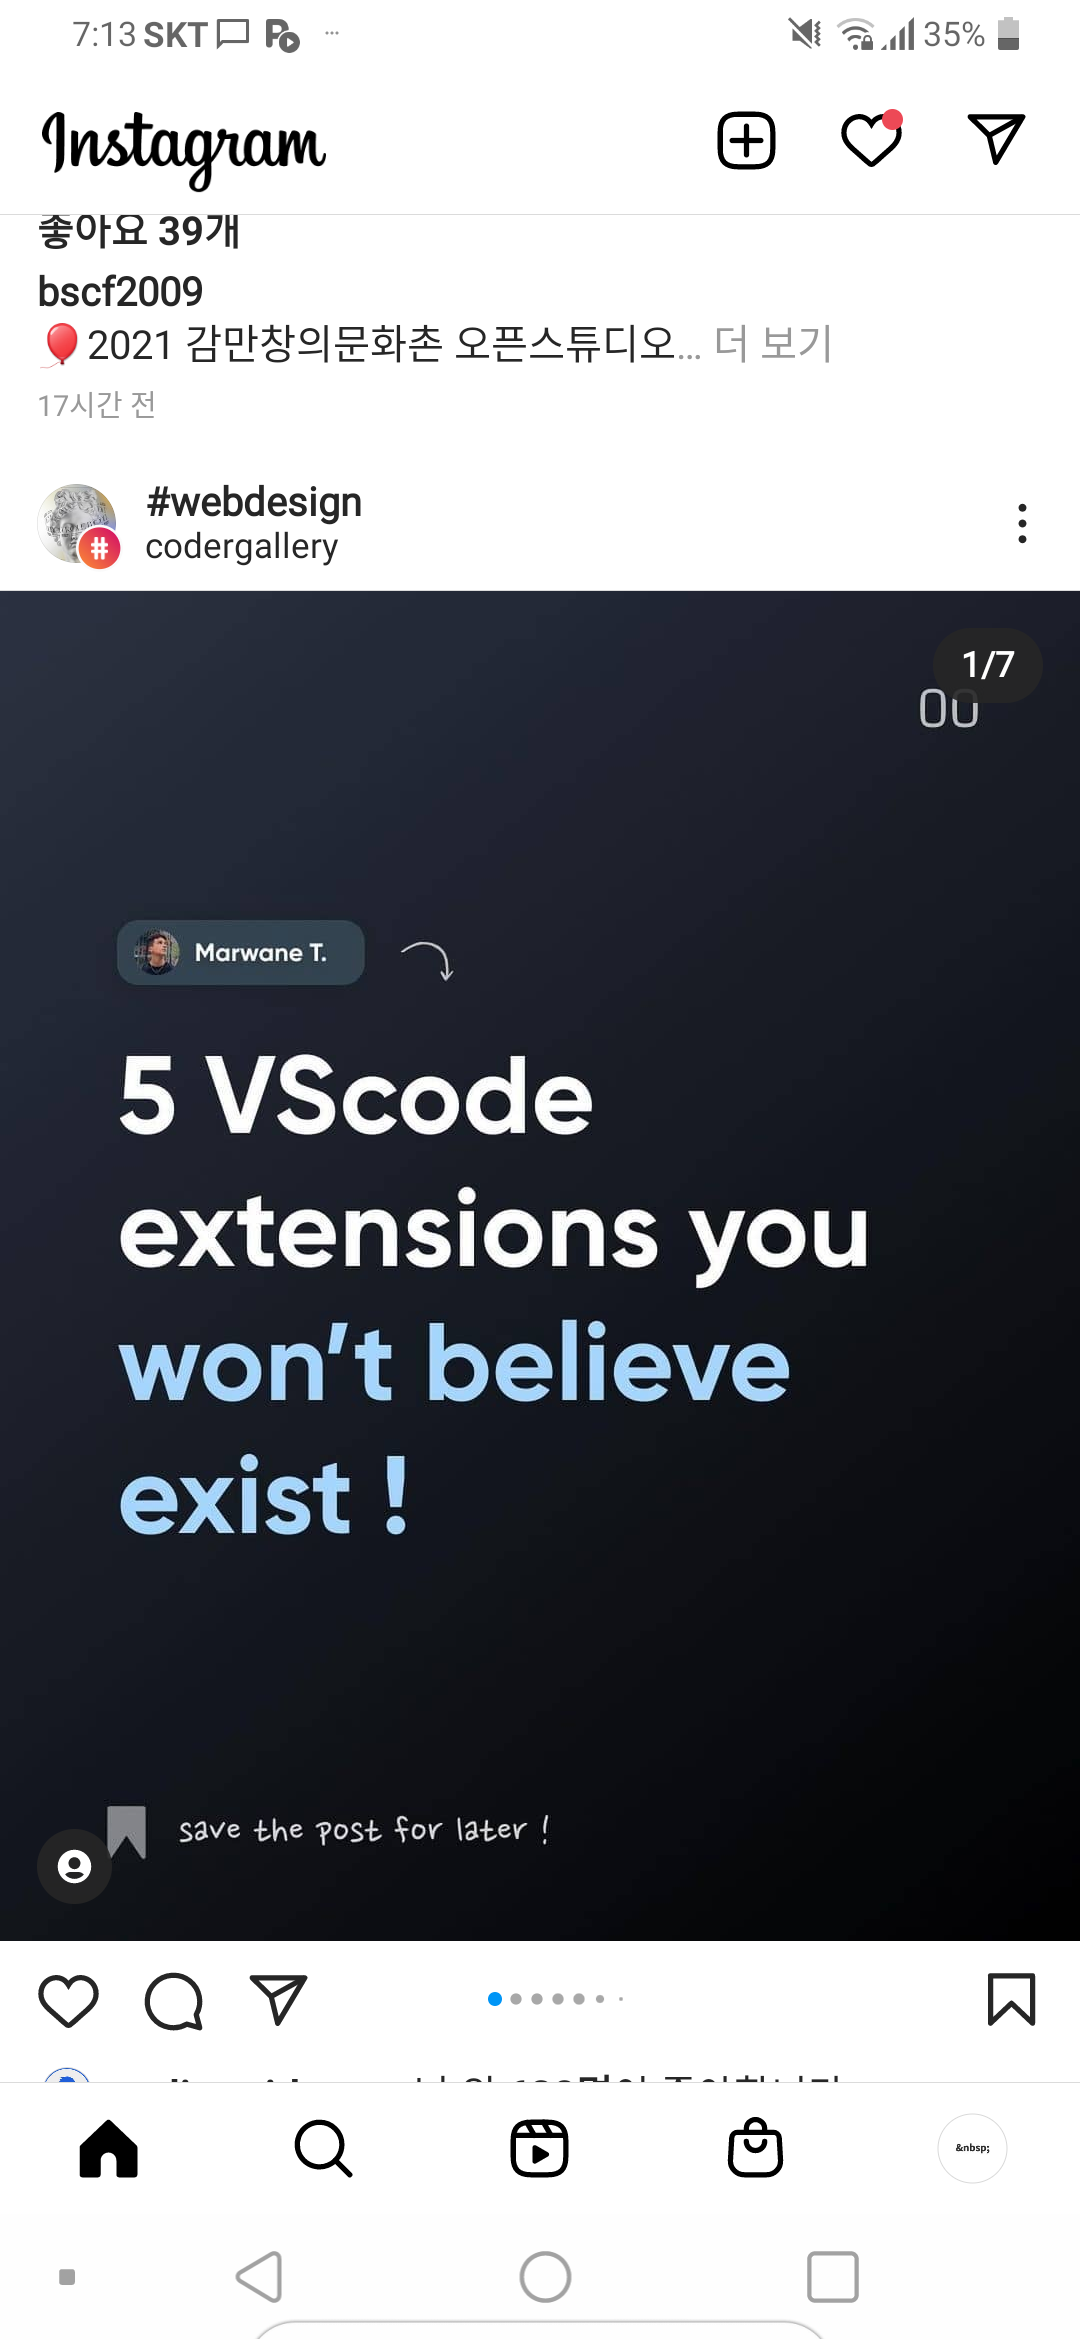 7:13 SKT
35%
Instagram
좋아요 39개
bscf2009
🎈2021 감만창의문화촌 오픈스튜디오... 더 보기
17시간 전
#webdesign
codergallery
1/7
00
Marwane T.
5 VScode
extensions you
won't believe
exist !
save the post for later !
&nbsp;